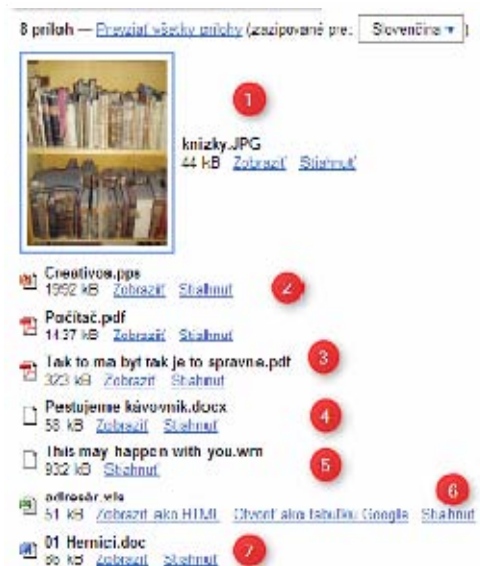 8 príloh — Prevziať všetky prílohy (zazipované pre: Slovenčina )
1
knizky.JPG
44 kB Zobraziť Stiahnuť
Creativos.pps
1992 kB Zobraziť Stiahnuť
2
Počítač.pdf
1437 kB Zobraziť Stiahnuť
Tak to ma byt tak je to spravne.pdf
3
323 kB Zobraziť Stiahnuť
Pestujeme kávovník.docx
58 kB Zobraziť Stiahnuť
4
This may happen with you.wm
932 kB Stiahnuť
5
6
adresár.xls
51 kB Zobraziť ako HTML Otvoriť ako tabuľku Google Stiahnuť
01 Herníci.doc
kB Zobraziť Stiahnuť
7